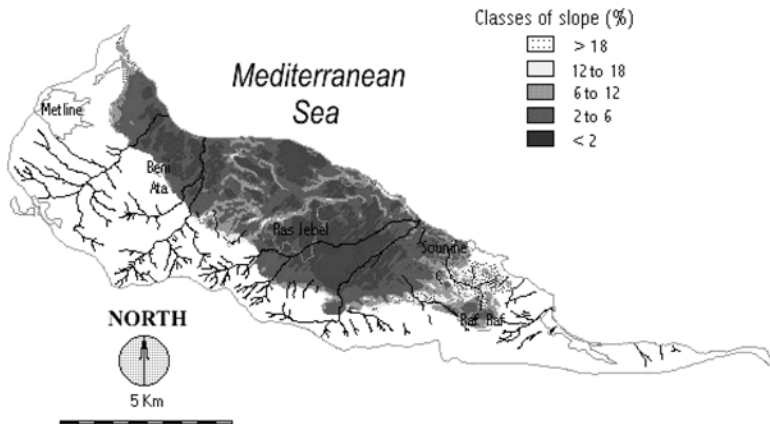 Classes of slope (%)
> 18
12 to 18
6 to 12
2 to 6
< 2
Mediterranean
Sea
Metline
Beni
Ata
Ras Jebel
Sounine
Raf Raf
NORTH
5 Km